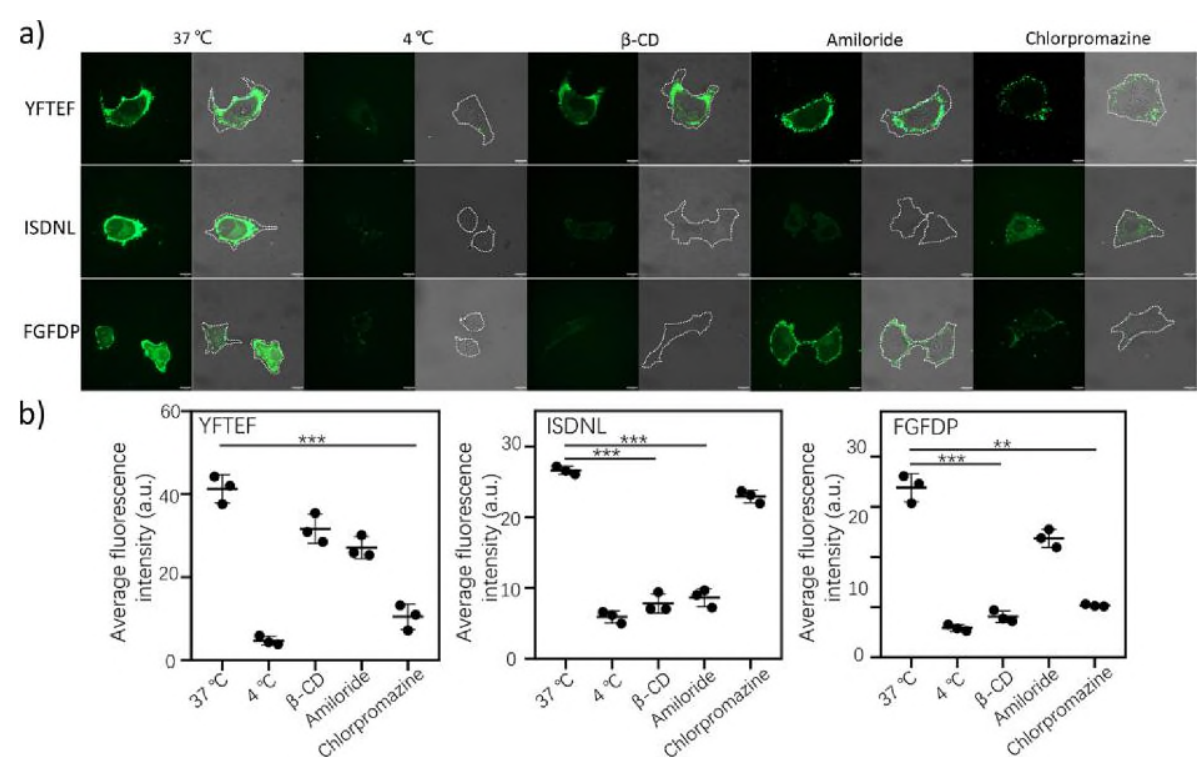 a)
37 ℃ 4 ℃ β-CD Amiloride Chlorpromazine
YFTEF
ISDNL
FGFDP
b)
YFTEF
Average fluorescence
intensity (a.u.)
60
40
20
0
***
37 ℃ 4 ℃ β-CD Amiloride Chlorpromazine
ISDNL
Average fluorescence
intensity (a.u.)
30
20
10
0
***
***
37 ℃ 4 ℃ β-CD Amiloride Chlorpromazine
FGFDP
Average fluorescence
intensity (a.u.)
30
20
10
0
**
***
37 ℃ 4 ℃ β-CD Amiloride Chlorpromazine